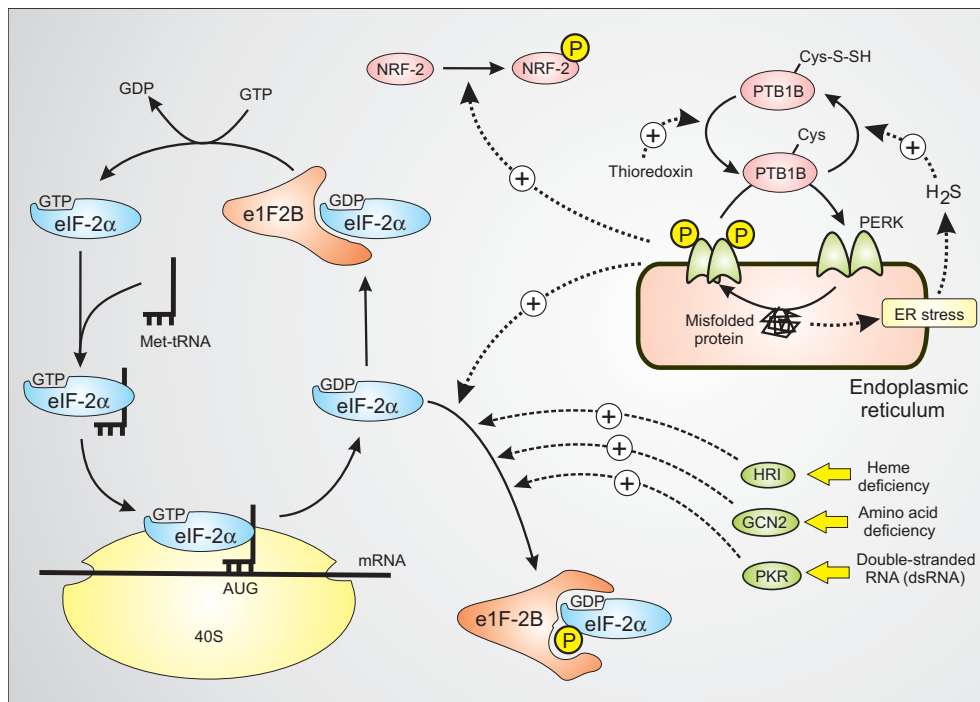 Cys-S-SH
P
NRF-2
NRF-2
PTB1B
GDP
GTP
+
+
Cys
Thioredoxin
+
PTB1B
H2S
GTP
eIF-2α
e1F2B
GDP
eIF-2α
P
P
PERK
+
Misfolded
protein
ER stress
Met-tRNA
Endoplasmic
reticulum
GTP
eIF-2α
GDP
eIF-2α
+
+
+
HRI
Heme
deficiency
GCN2
Amino acid
deficiency
PKR
Double-stranded
RNA (dsRNA)
GTP
eIF-2α
mRNA
AUG
40S
e1F-2B
GDP
eIF-2α
P